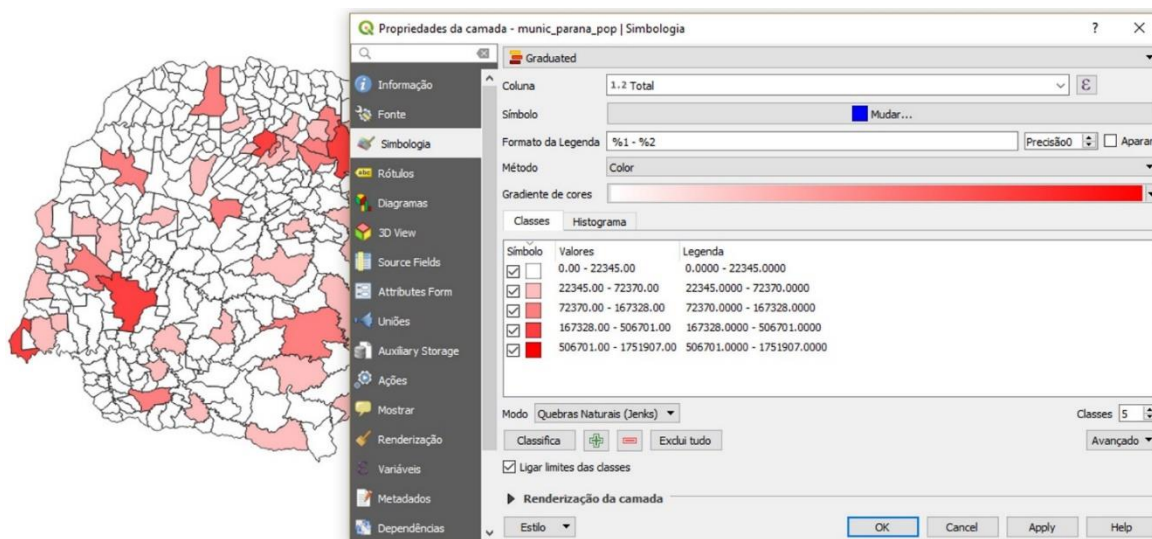 Propriedades da camada - munic_parana_pop | Simbologia
Graduated
Informação
Fonte
Simbologia
Rótulos
Diagramas
3D View
Source Fields
Attributes Form
Uniões
Auxiliary Storage
Ações
Mostrar
Renderização
Variáveis
Metadados
Dependências
Coluna 1.2 Total ε
Símbolo Mudar...
Formato da Legenda %1 - %2 Precisão0 Aparar
Método Color
Gradiente de cores
Classes Histograma
Símbolo Valores Legenda
0.00 - 22345.00 0.0000 - 22345.0000
22345.00 - 72370.00 22345.0000 - 72370.0000
72370.00 - 167328.00 72370.0000 - 167328.0000
167328.00 - 506701.00 167328.0000 - 506701.0000
506701.00 - 1751907.00 506701.0000 - 1751907.0000
Modo Quebras Naturais (Jenks) Classes 5
Classifica Exclui tudo Avançado
Ligar limites das classes
Renderização da camada
Estilo OK Cancel Apply Help